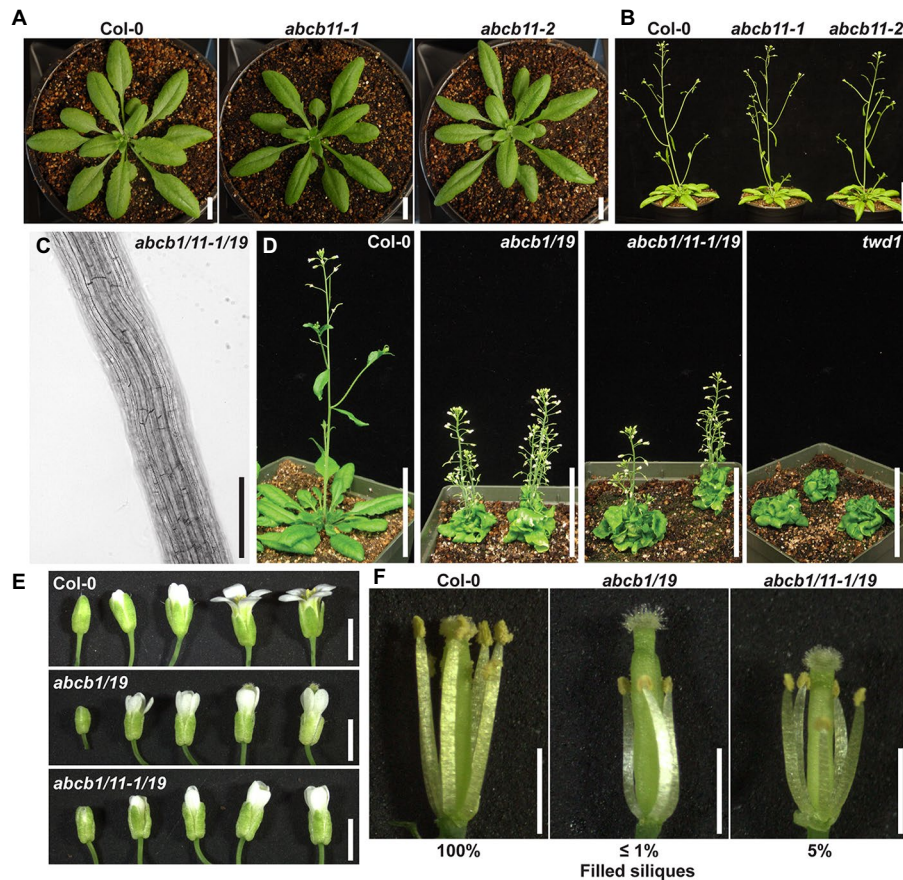 A
Col-0
abcb11-1
abcb11-2
B
Col-0
abcb11-1
abcb11-2
C
abcb1/11-1/19
D
Col-0
abcb1/19
abcb1/11-1/19
twd1
E
Col-0
abcb1/19
abcb1/11-1/19
F
Col-0
abcb1/19
abcb1/11-1/19
100%
≤ 1%
5%
Filled siliques